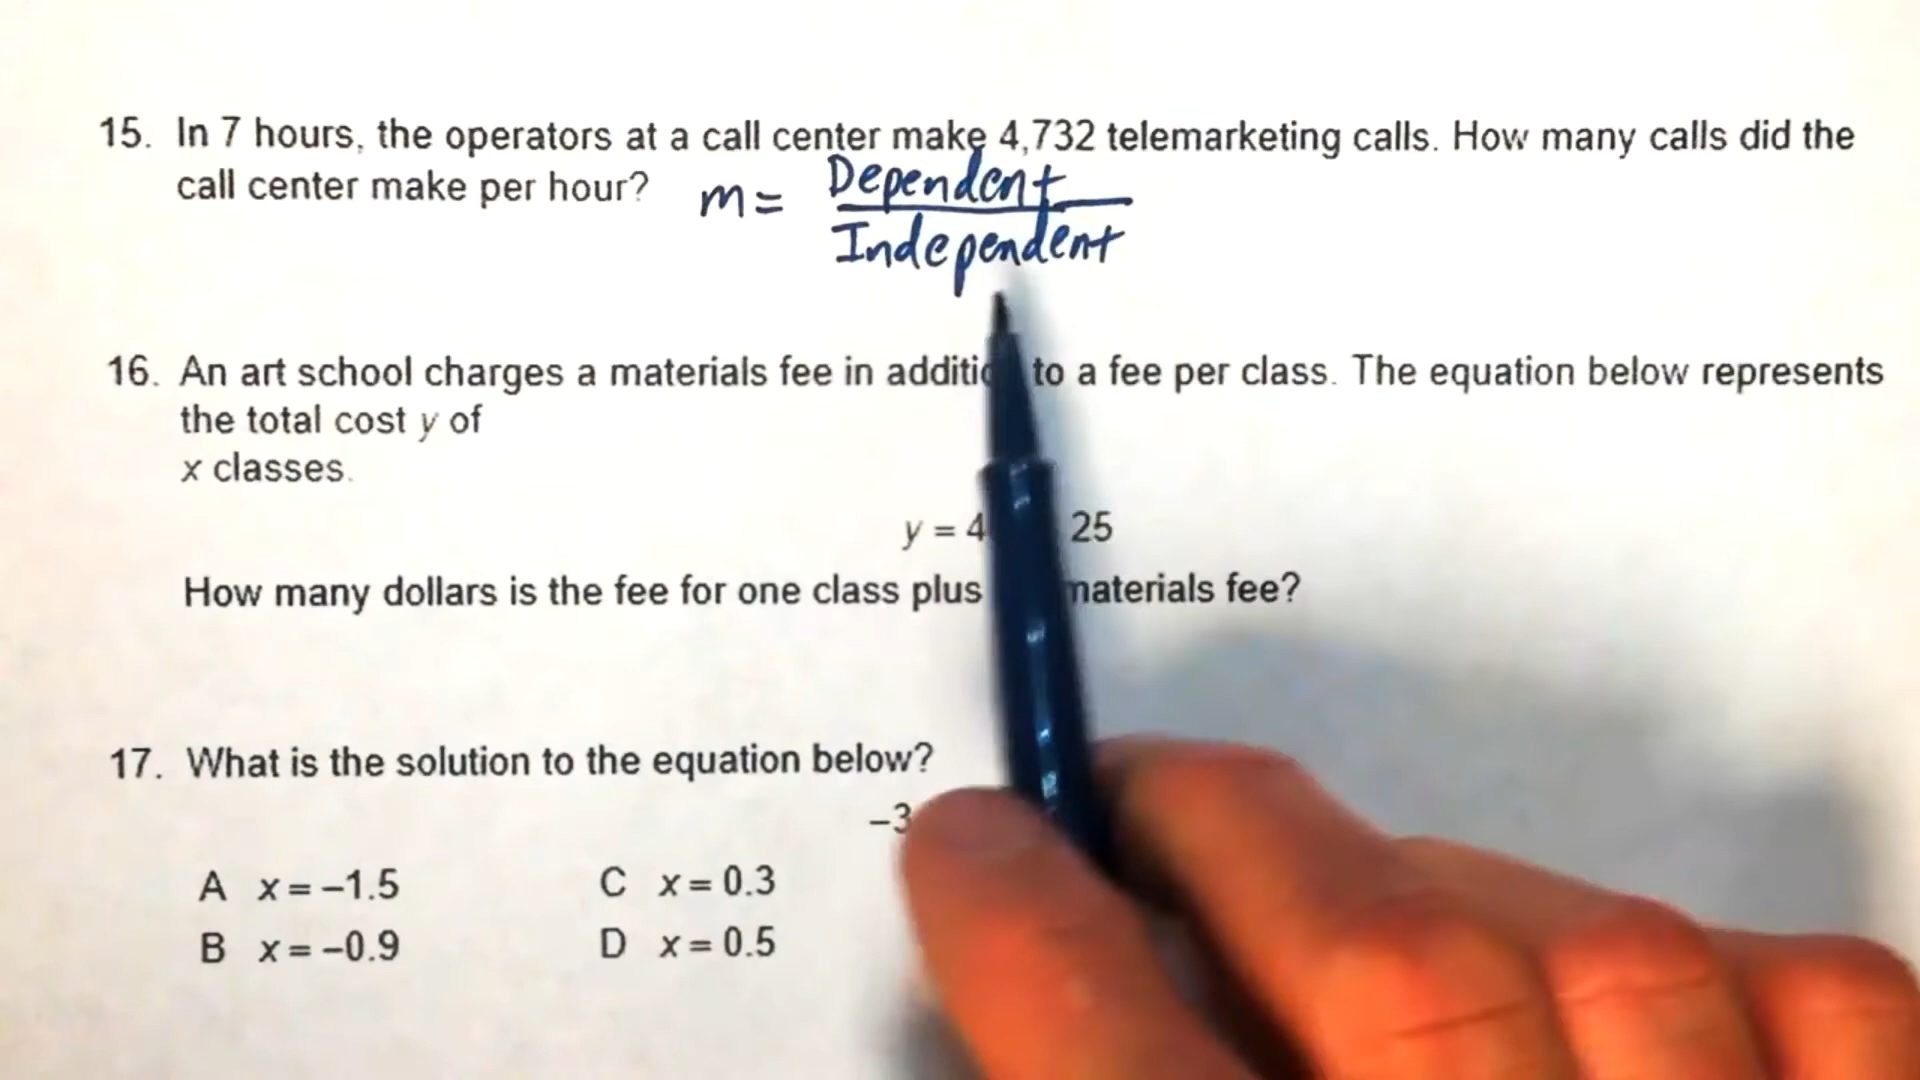 15. In 7 hours, the operators at a call center make 4,732 telemarketing calls. How many calls did the
call center make per hour? m = Dependent
Independent
16. An art school charges a materials fee in to a fee per class. The equation below represents
the total cost y of
x classes.
y = 4 25
How many dollars is the fee for one class plus materials fee?
17. What is the solution to the equation below?
–3
A x = –1.5 C x = 0.3
B x = –0.9 D x = 0.5